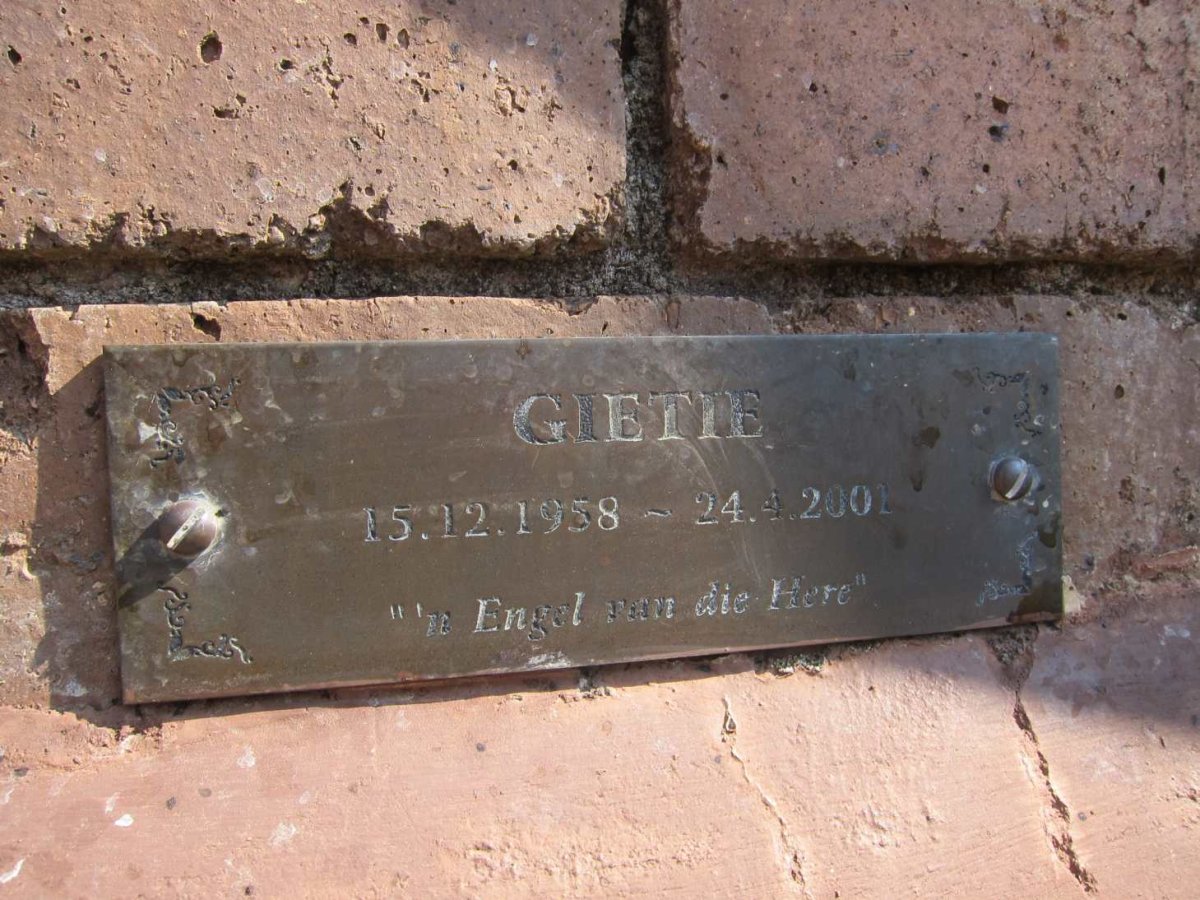 GIETIE
15.12.1958 ~ 24.4.2001
"'n Engel van die Here"